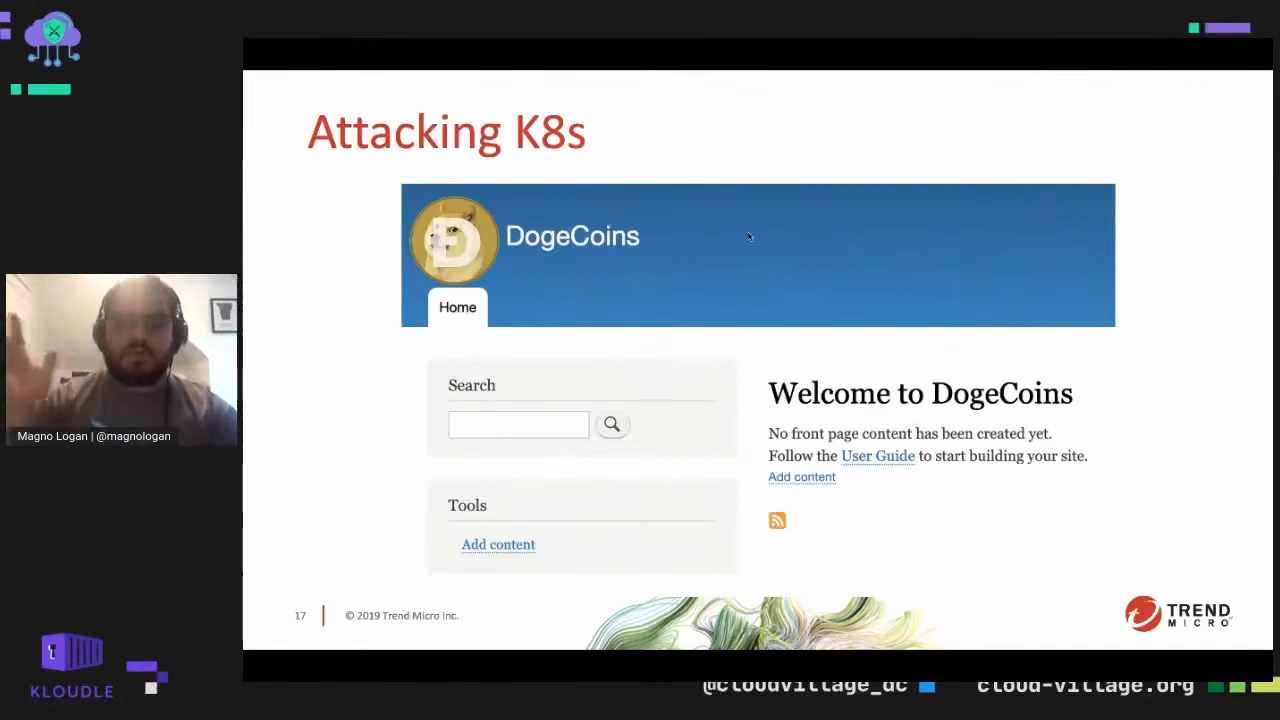 Attacking K8s
DogeCoins
Home
Search
Welcome to DogeCoins
No front page content has been created yet.
Follow the User Guide to start building your site.
Add content
Tools
Add content
Magno Logan | @magnologan
17
© 2019 Trend Micro Inc.
TREND
MICRO
KLOUDLE
@cloudvillage_dc
cloud-village.org